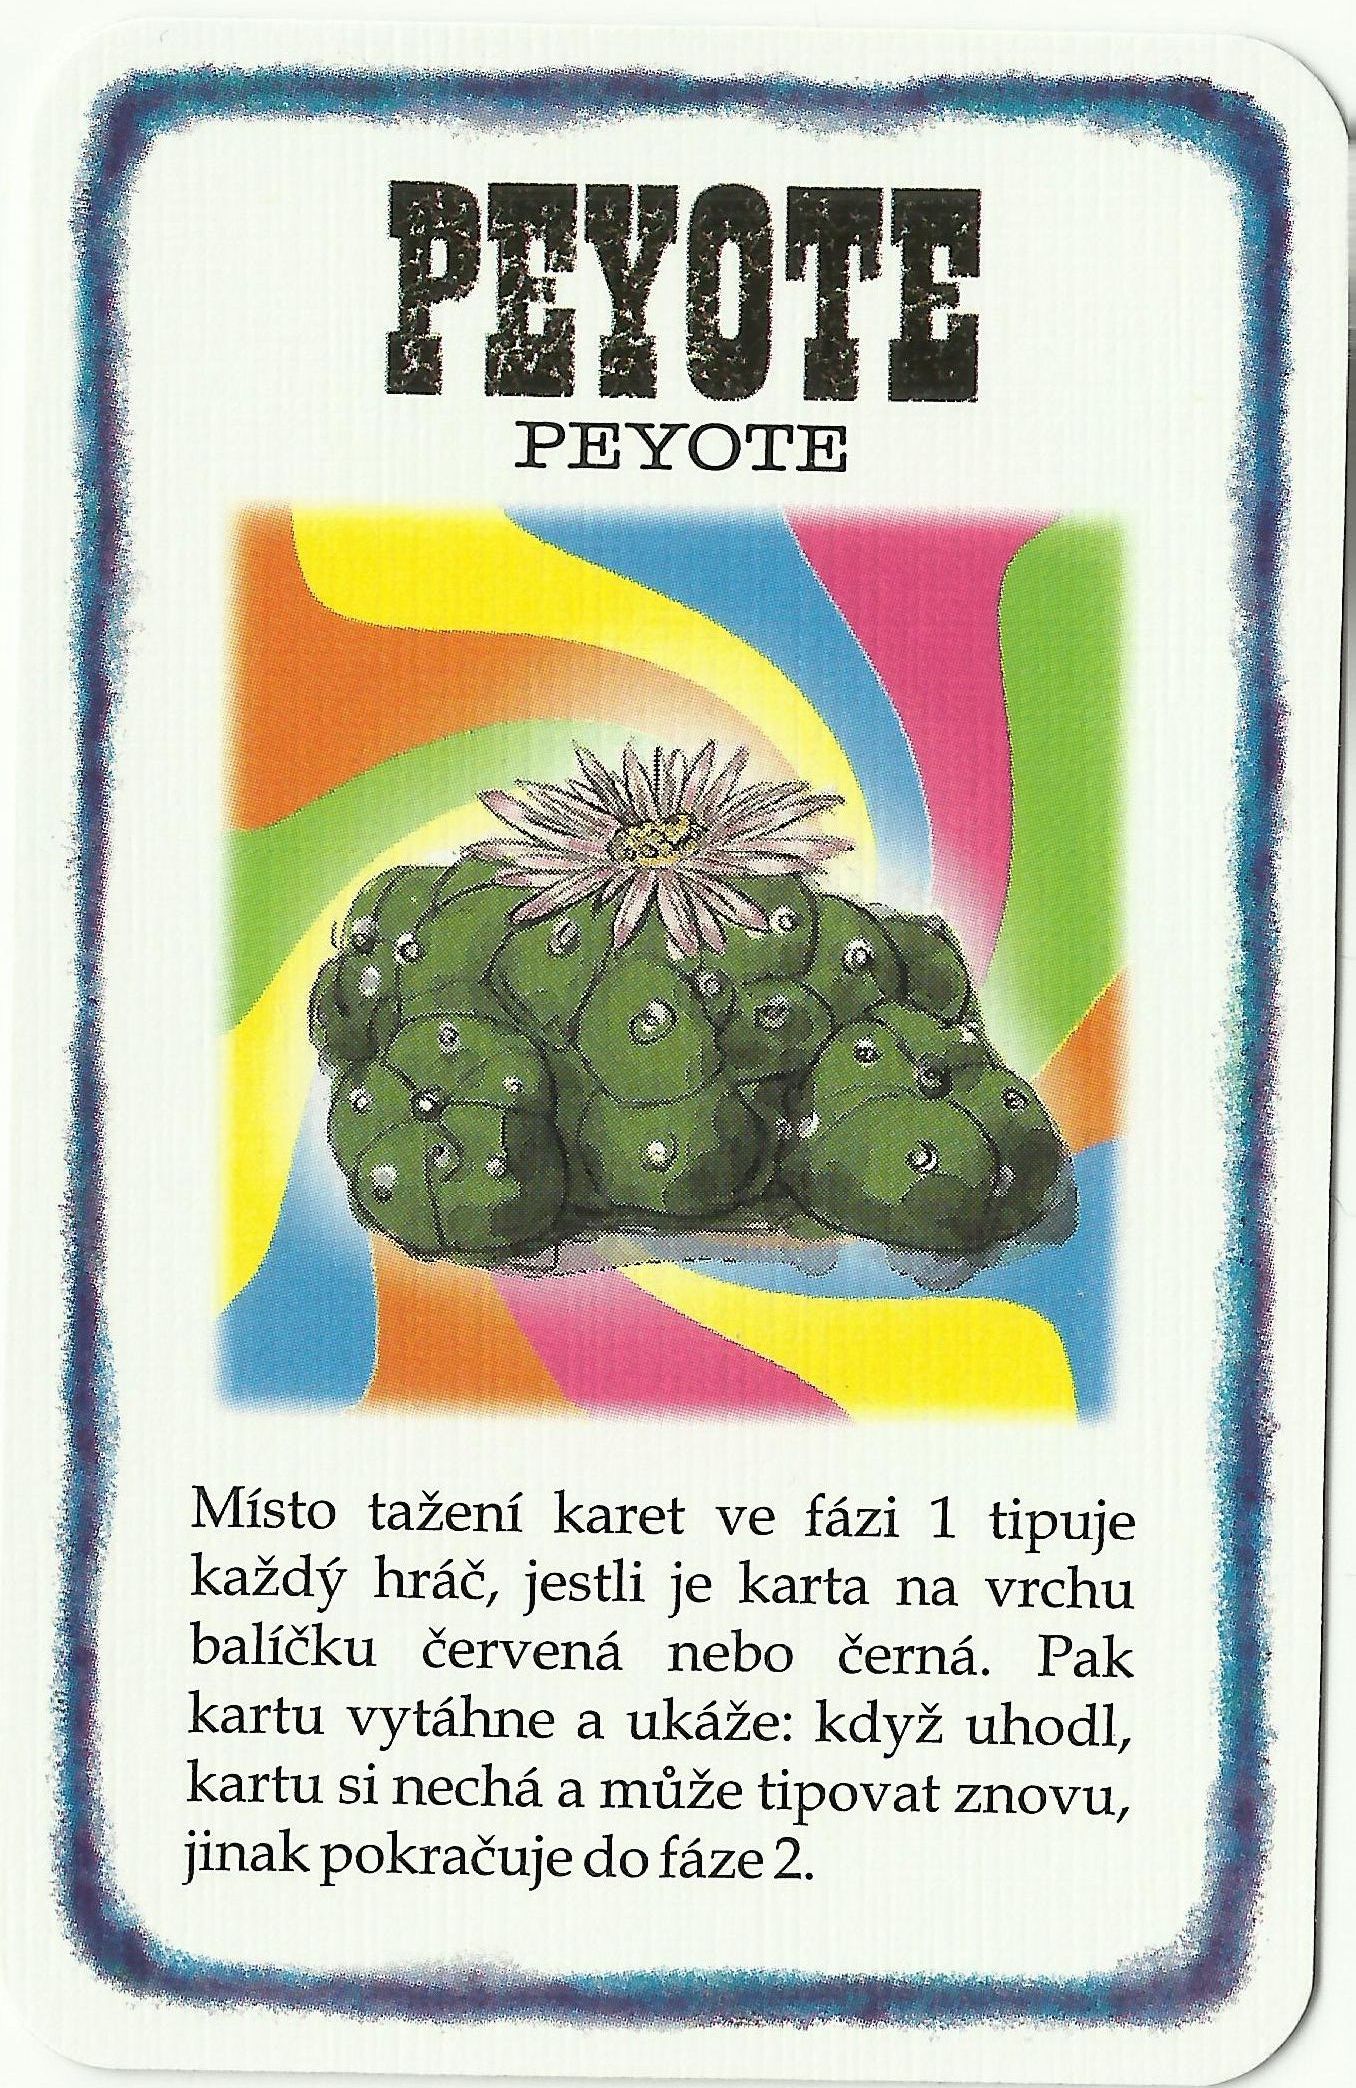 PEYOTE
PEYOTE
Místo tažení karet ve fázi 1 tipuje
každý hráč, jestli je karta na vrchu
balíčku červená nebo černá. Pak
kartu vytáhne a ukáže: když uhodl,
kartu si nechá a může tipovat znovu,
jinak pokračuje do fáze 2.